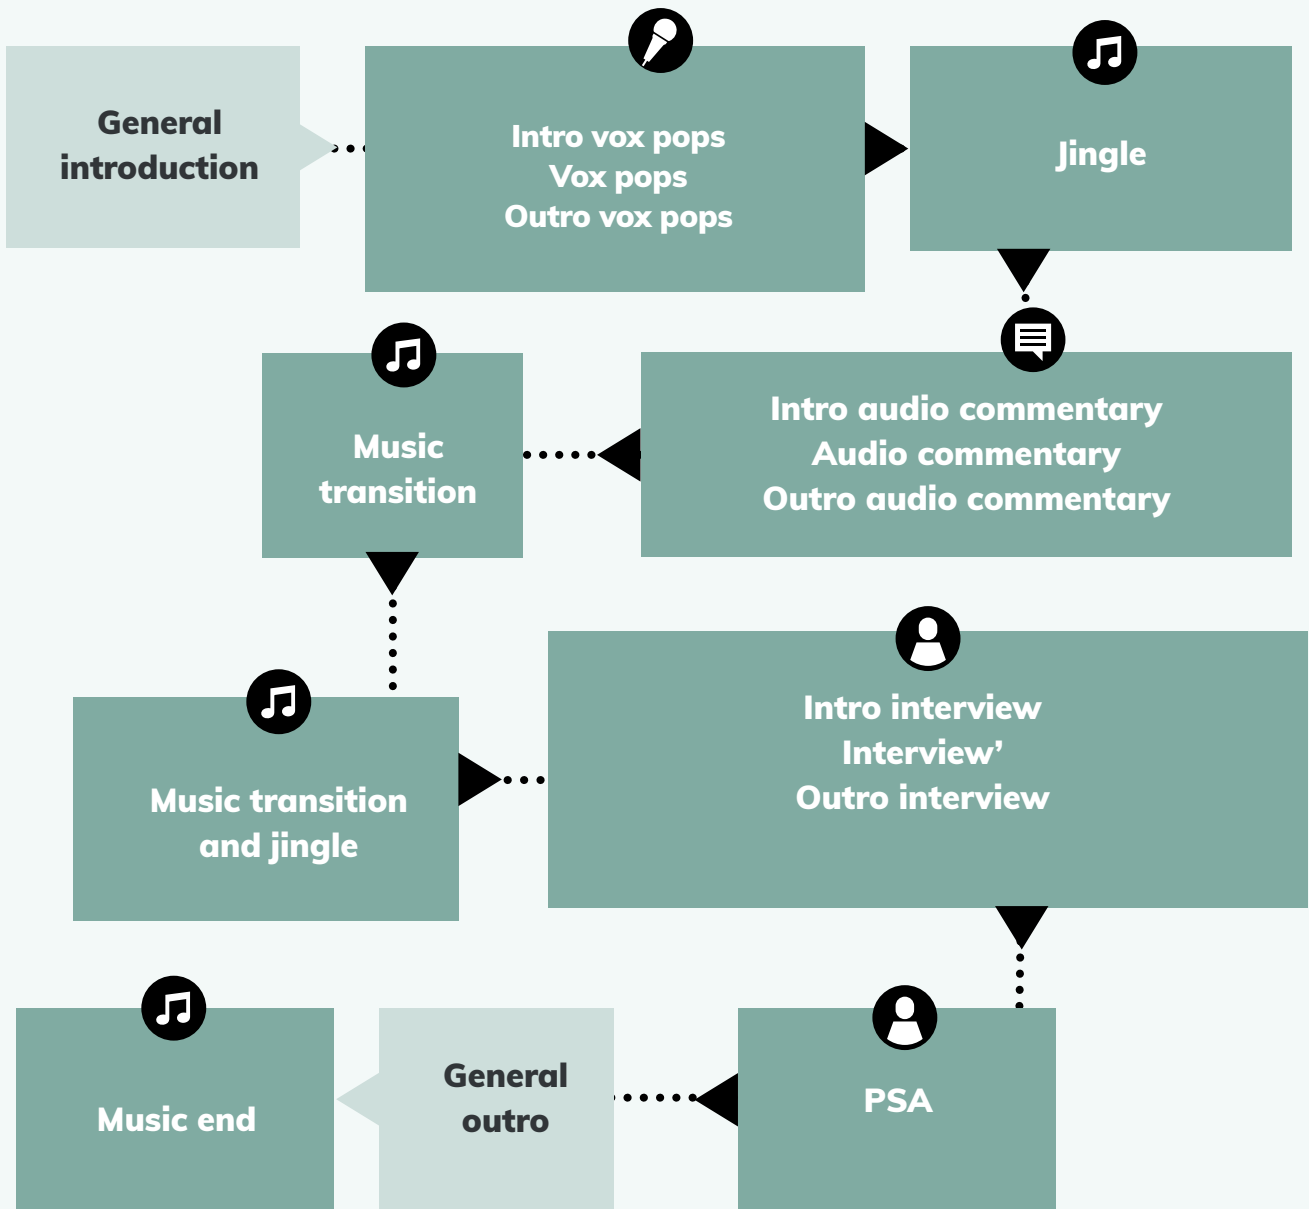 General
introduction
Intro vox pops
Vox pops
Outro vox pops
Jingle
Intro audio commentary
Audio commentary
Outro audio commentary
Music
transition
Music transition
and jingle
Intro interview
Interview’
Outro interview
PSA
General
outro
Music end